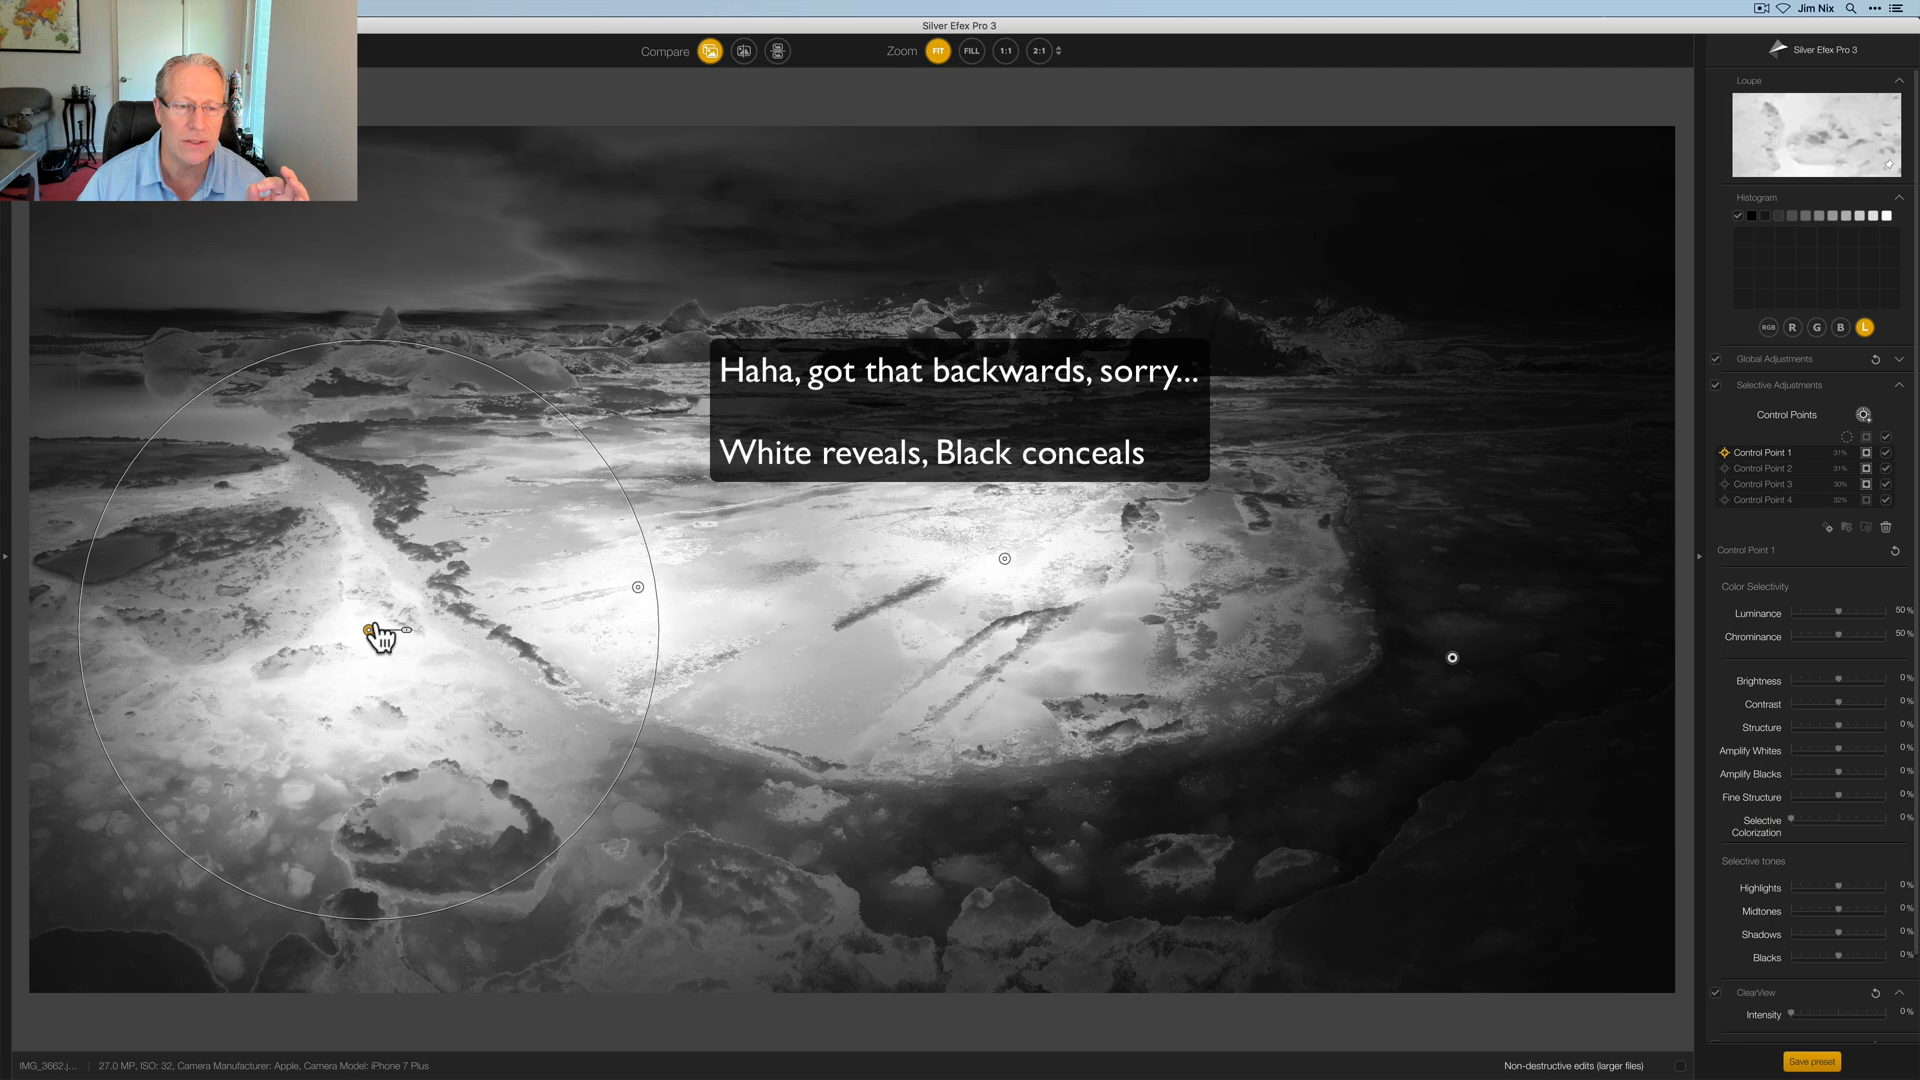 Jim Nix
Silver Efex Pro 3
Compare
Zoom FIT FILL 1:1 2:1
Silver Efex Pro 3
Loupe
Histogram
RGB R G B L
Global Adjustments
Selective Adjustments
Control Points
Control Point 1 31%
Control Point 2 31%
Control Point 3 30%
Control Point 4 32%
Control Point 1
Color Selectivity
Luminance 50 %
Chrominance 50 %
Brightness 0 %
Contrast 0 %
Structure 0 %
Amplify Whites 0 %
Amplify Blacks 0 %
Fine Structure 0 %
Selective 0 %
Colorization
Selective tones
Highlights 0 %
Midtones 0 %
Shadows 0 %
Blacks 0 %
ClearView
Intensity 0 %
Save preset
Haha, got that backwards, sorry...
White reveals, Black conceals
IMG_3662.j... | 27.0 MP, ISO: 32, Camera Manufacturer: Apple, Camera Model: iPhone 7 Plus
Non-destructive edits (larger files)